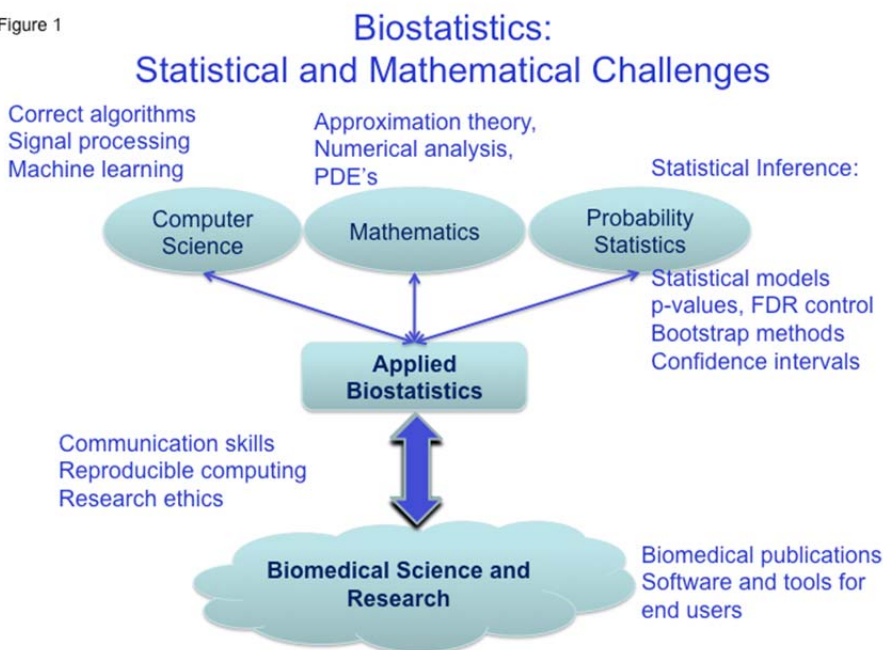 Figure 1
Biostatistics:
Statistical and Mathematical Challenges
Correct algorithms
Signal processing
Machine learning
Approximation theory,
Numerical analysis,
PDE's
Statistical Inference:
Computer
Science
Mathematics
Probability
Statistics
Statistical models
p-values, FDR control
Bootstrap methods
Confidence intervals
Applied
Biostatistics
Communication skills
Reproducible computing
Research ethics
Biomedical Science and
Research
Biomedical publications
Software and tools for
end users